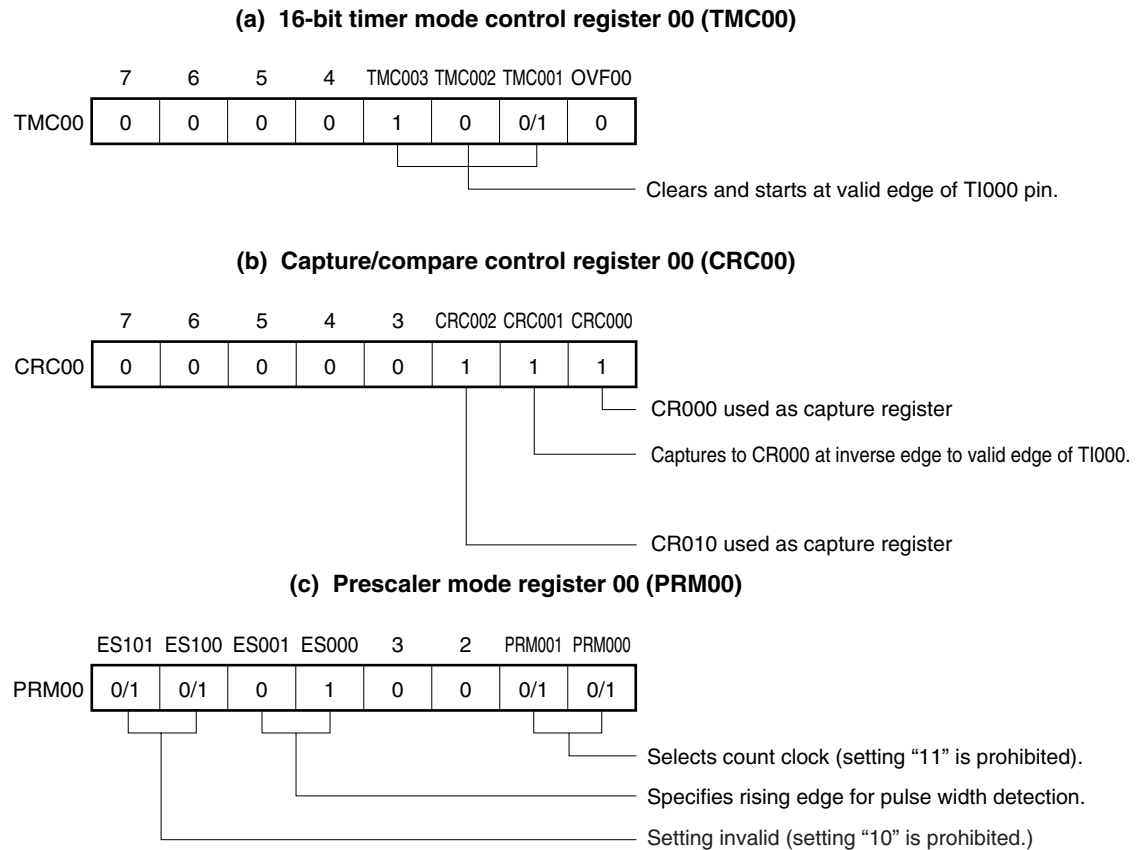 (a) 16-bit timer mode control register 00 (TMC00)
7 6 5 4 TMC003 TMC002 TMC001 OVF00
TMC00 0 0 0 0 1 0 0/1 0
Clears and starts at valid edge of TI000 pin.
(b) Capture/compare control register 00 (CRC00)
7 6 5 4 3 CRC002 CRC001 CRC000
CRC00 0 0 0 0 0 1 1 1
CR000 used as capture register
Captures to CR000 at inverse edge to valid edge of TI000.
CR010 used as capture register
(c) Prescaler mode register 00 (PRM00)
ES101 ES100 ES001 ES000 3 2 PRM001 PRM000
PRM00 0/1 0/1 0 1 0 0 0/1 0/1
Selects count clock (setting “11” is prohibited).
Specifies rising edge for pulse width detection.
Setting invalid (setting “10” is prohibited.)